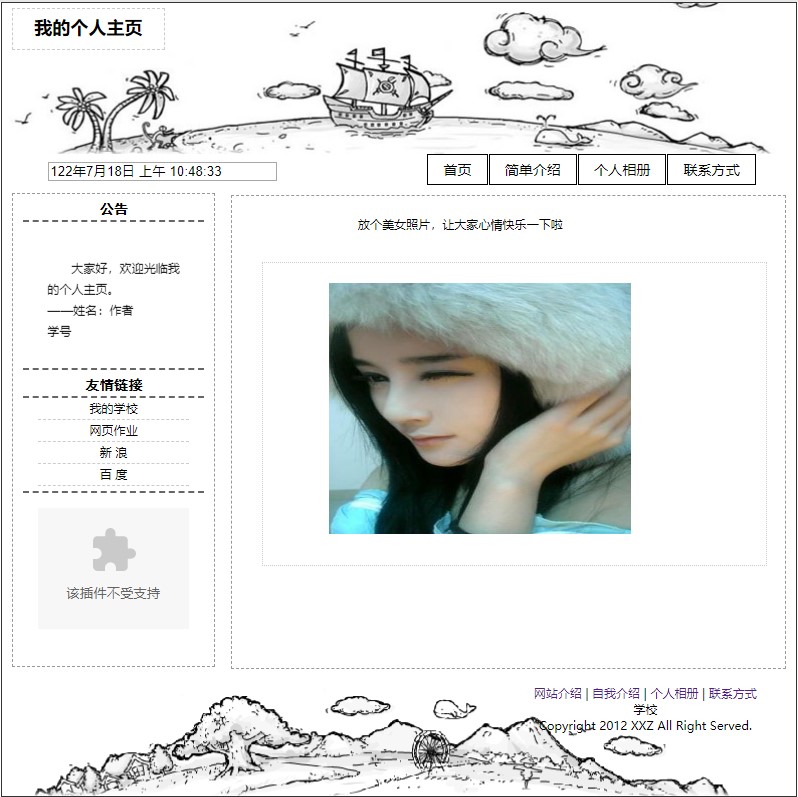 我的个人主页
122年7月18日 上午 10:48:33
首页 简单介绍 个人相册 联系方式
公告
大家好，欢迎光临我
的个人主页。
——姓名：作者
学号
友情链接
我的学校
网页作业
新 浪
百 度
该插件不受支持
放个美女照片，让大家心情快乐一下啦
网站介绍 | 自我介绍 | 个人相册 | 联系方式
学校
Copyright 2012 XXZ All Right Served.